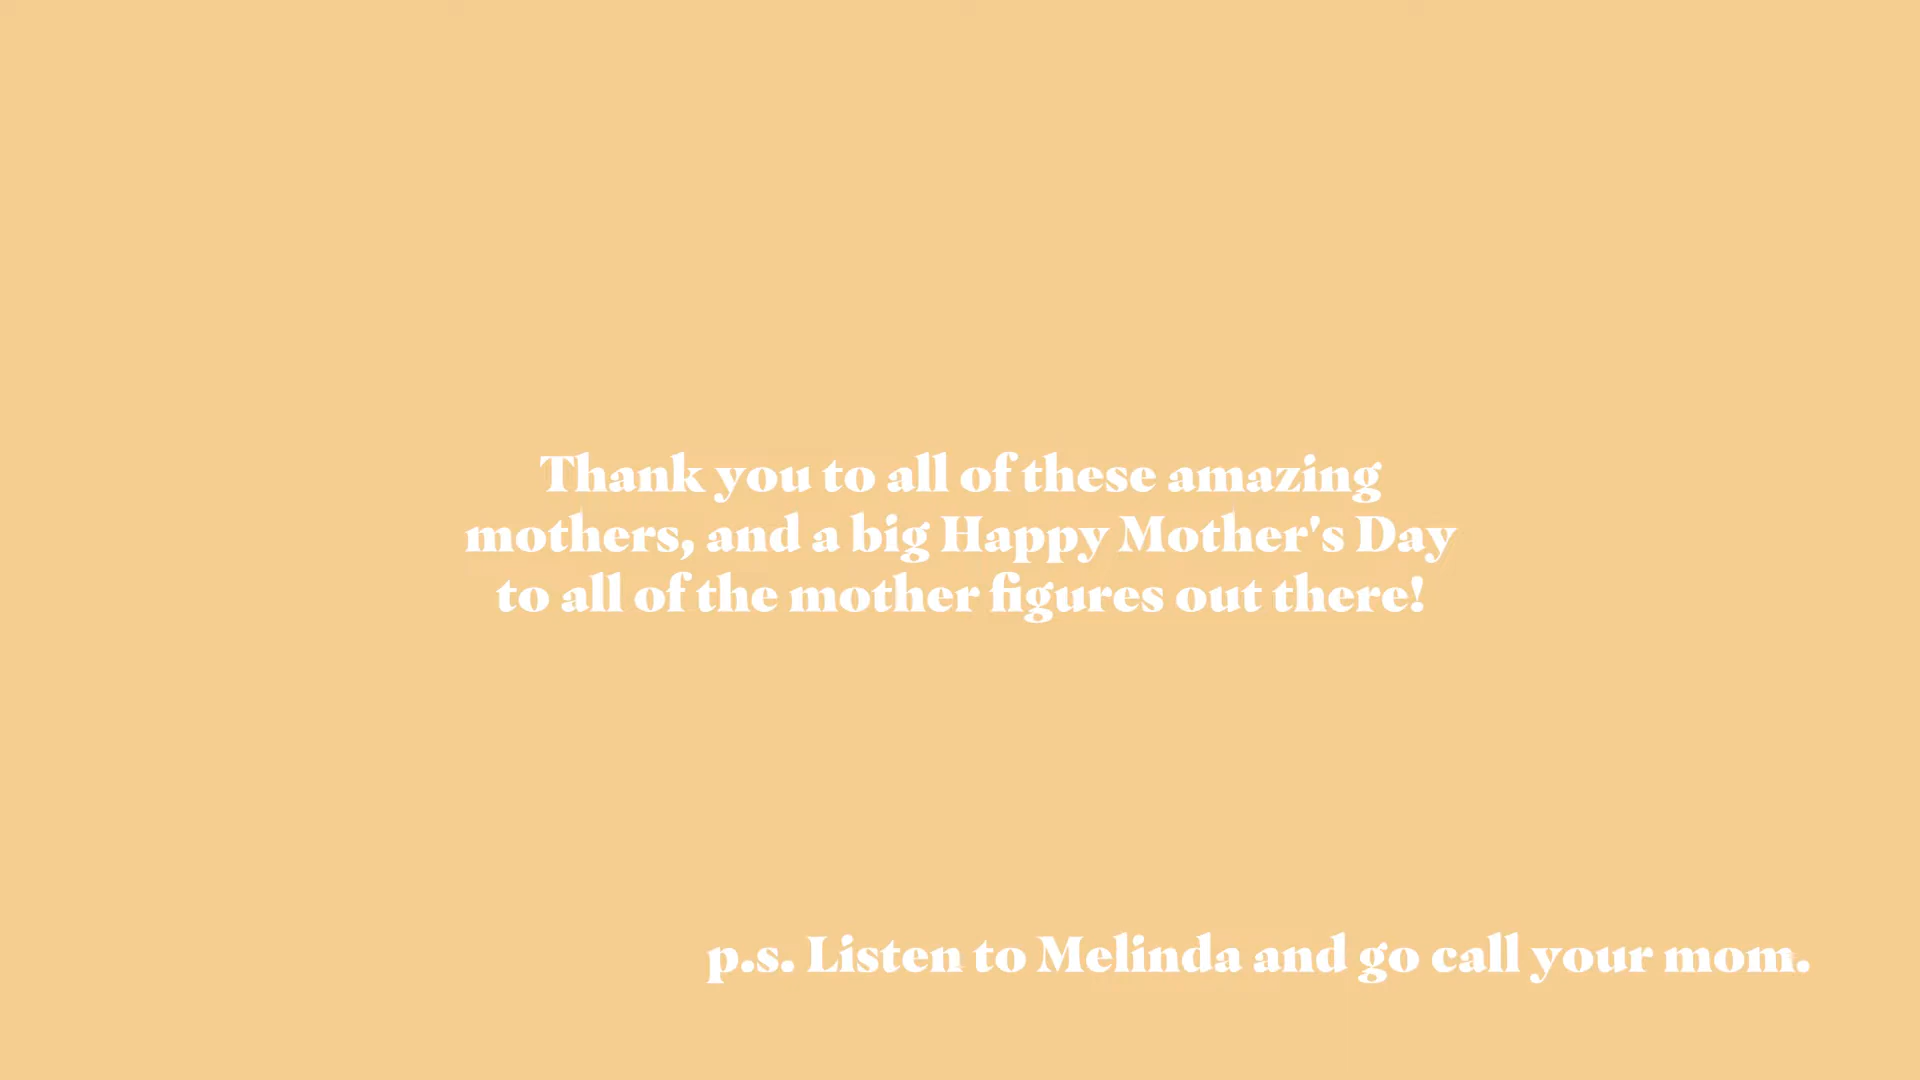 Thank you to all of these amazing
mothers, and a big Happy Mother's Day
to all of the mother figures out there!
p.s. Listen to Melinda and go call your mom.